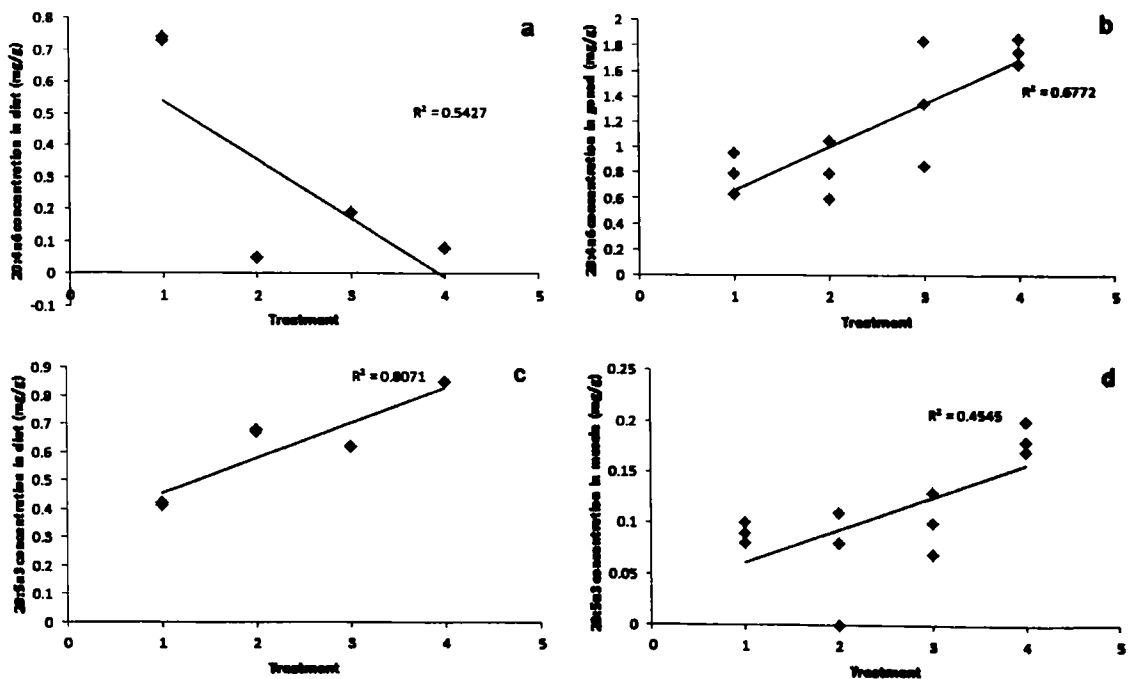 a
20:4n6 concentration in diet (mg/g)
0.8
0.7
0.6
0.5
0.4
0.3
0.2
0.1
0
-0.1
R² = 0.5427
0 1 2 3 4 5
Treatment
b
20:4n6 concentration in gonad (mg/g)
2
1.8
1.6
1.4
1.2
1
0.8
0.6
0.4
0.2
0
R² = 0.6772
0 1 2 3 4 5
Treatment
c
20:5n3 concentration in diet (mg/g)
0.9
0.8
0.7
0.6
0.5
0.4
0.3
0.2
0.1
0
R² = 0.8071
0 1 2 3 4 5
Treatment
d
20:5n3 concentration in muscle (mg/g)
0.25
0.2
0.15
0.1
0.05
0
R² = 0.4545
0 1 2 3 4 5
Treatment